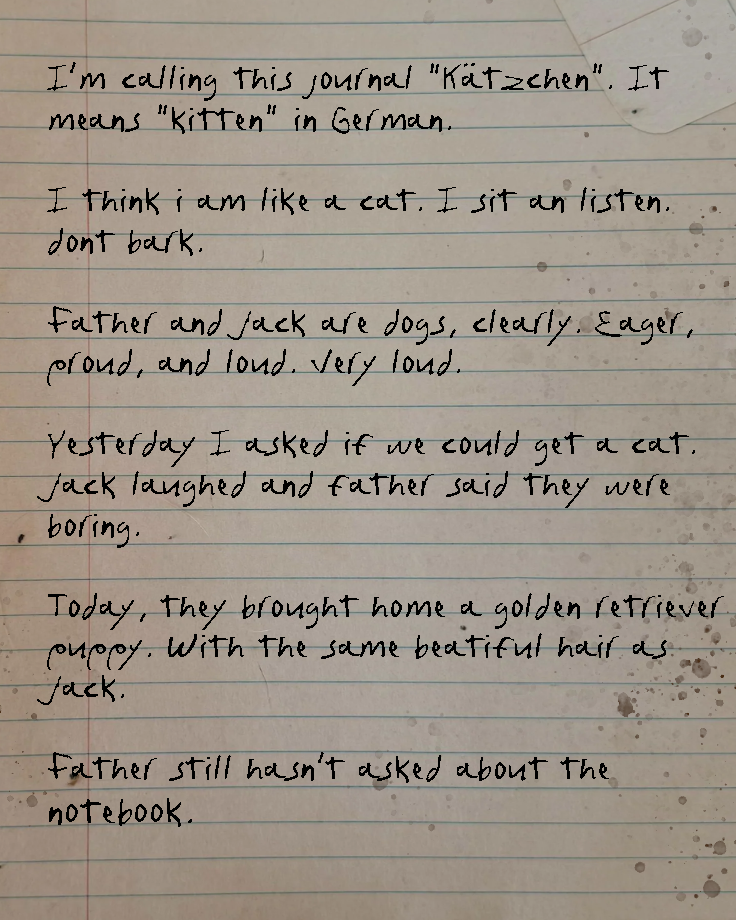 I'm calling this journal "Kätzchen". It
means "kitten" in German.
I think i am like a cat. I sit an listen.
dont bark.
Father and Jack are dogs, clearly. Eager,
proud, and loud. Very loud.
Yesterday I asked if we could get a cat.
Jack laughed and father said they were
boring.
Today, they brought home a golden retriever
puppy. With the same beatiful hair as
Jack.
Father still hasn't asked about the
notebook.